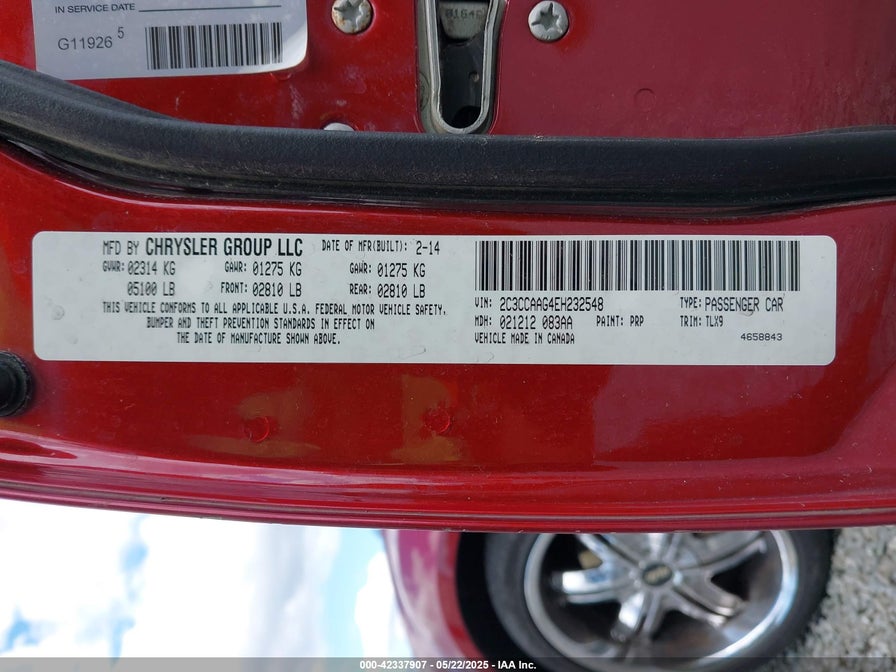 IN SERVICE DATE
G11926 5
MFD BY CHRYSLER GROUP LLC DATE OF MFR(BUILT): 2-14
GVWR: 02314 KG GAWR: 01275 KG GAWR: 01275 KG
05100 LB FRONT: 02810 LB REAR: 02810 LB
THIS VEHICLE CONFORMS TO ALL APPLICABLE U.S.A. FEDERAL MOTOR VEHICLE SAFETY,
BUMPER AND THEFT PREVENTION STANDARDS IN EFFECT ON
THE DATE OF MANUFACTURE SHOWN ABOVE.
VIN: 2C3CCAAG4EH232548 TYPE: PASSENGER CAR
MDH: 021212 083AA PAINT: PRP TRIM: TLX9
VEHICLE MADE IN CANADA 4658843
000-42337907 - 05/22/2025 - IAA Inc.